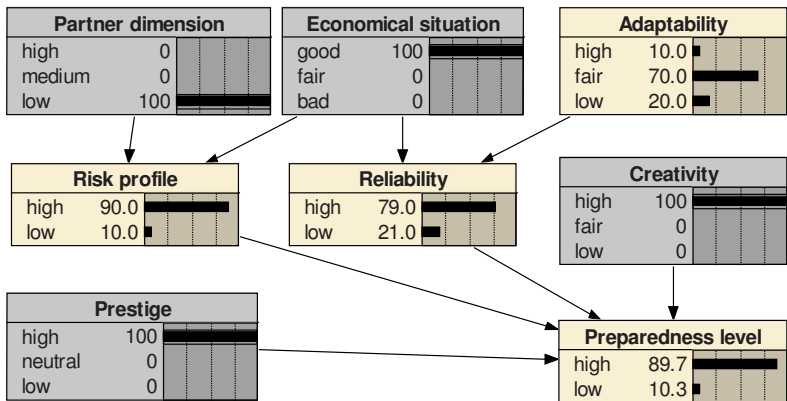 Partner dimension
high 0
medium 0
low 100
Economical situation
good 100
fair 0
bad 0
Adaptability
high 10.0
fair 70.0
low 20.0
Risk profile
high 90.0
low 10.0
Reliability
high 79.0
low 21.0
Creativity
high 100
fair 0
low 0
Prestige
high 100
neutral 0
low 0
Preparedness level
high 89.7
low 10.3